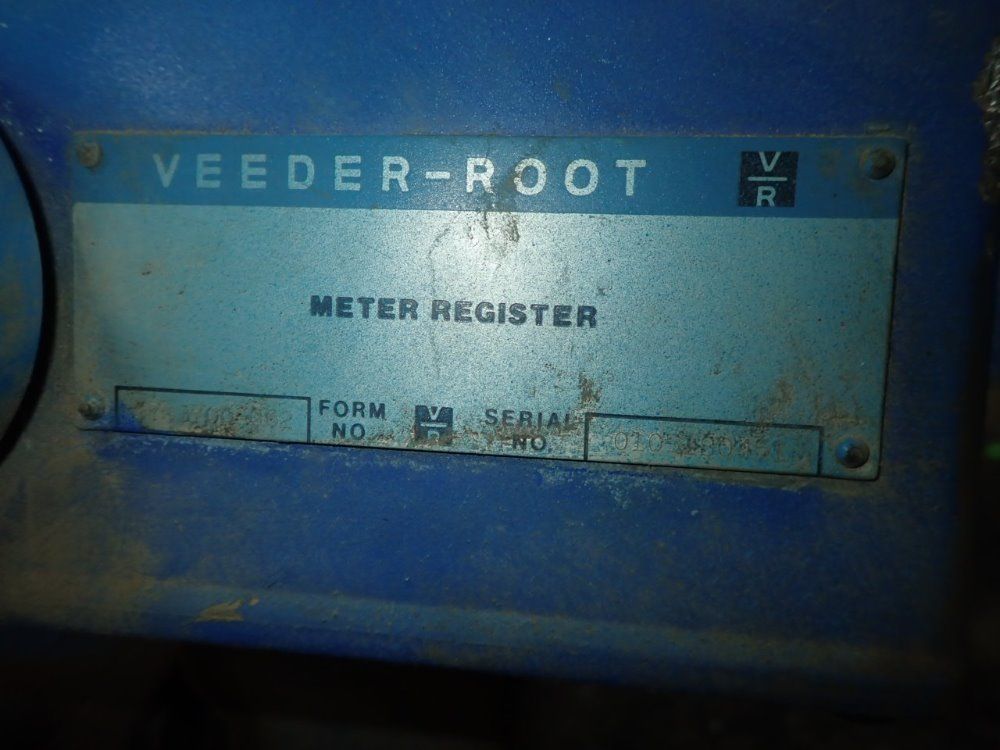 VEEDER-ROOT V/R
METER REGISTER
FORM NO. V/R SERIAL NO.